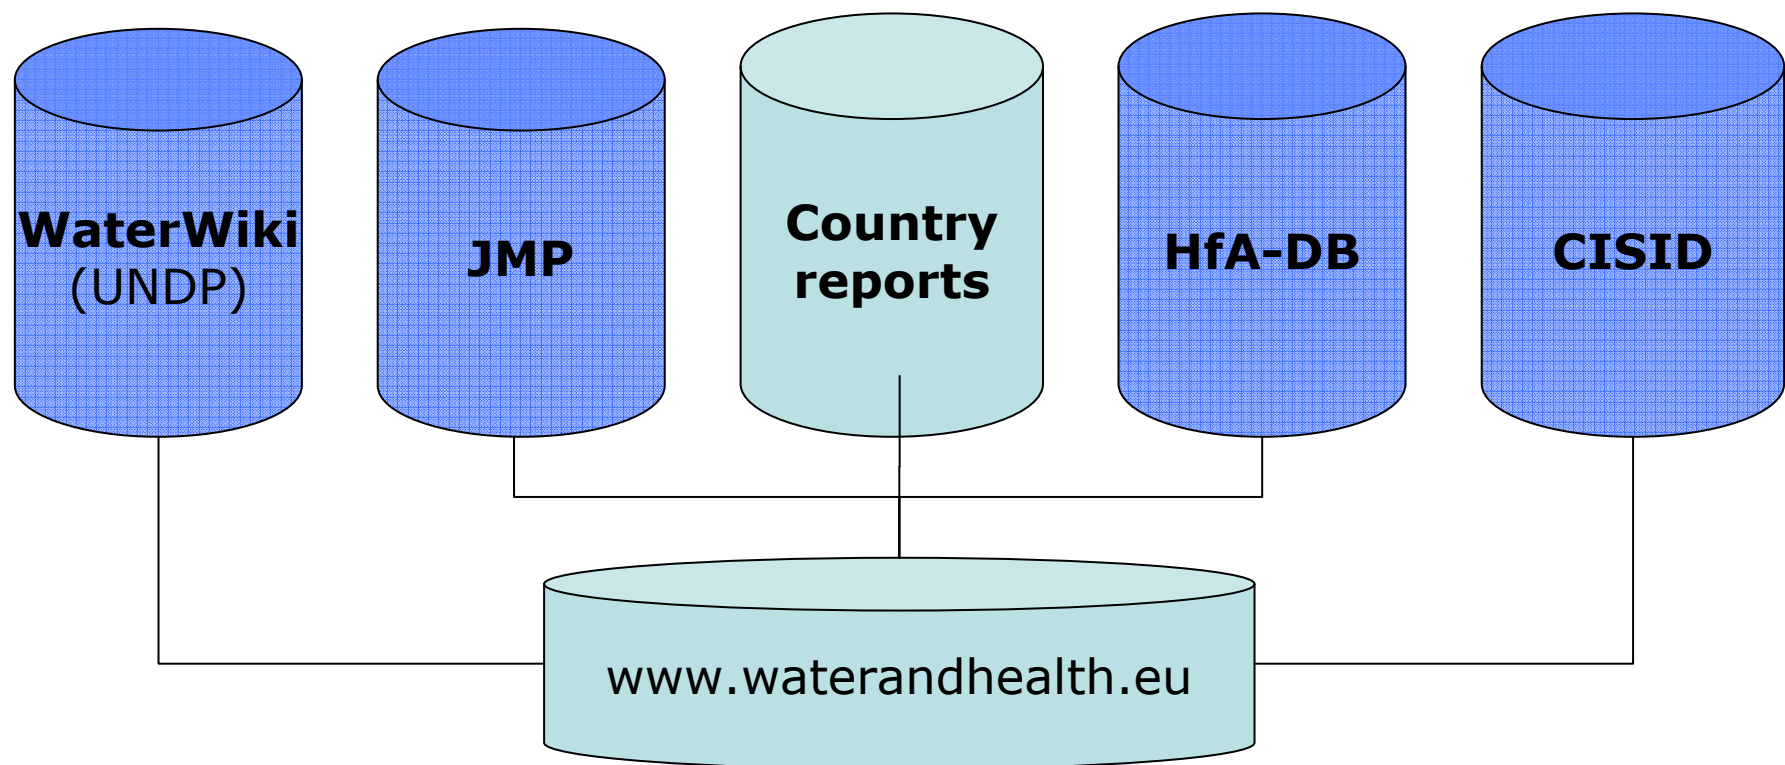 WaterWiki
(UNDP)
JMP
Country
reports
HfA-DB
CISID
www.waterandhealth.eu